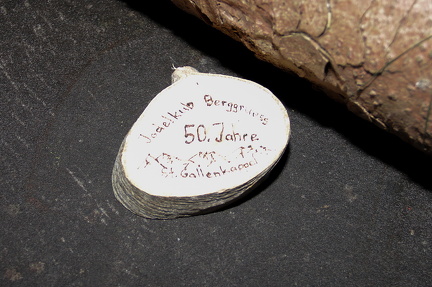 Jodelklub Berggruess
50. Jahre
St. Gallenkappel